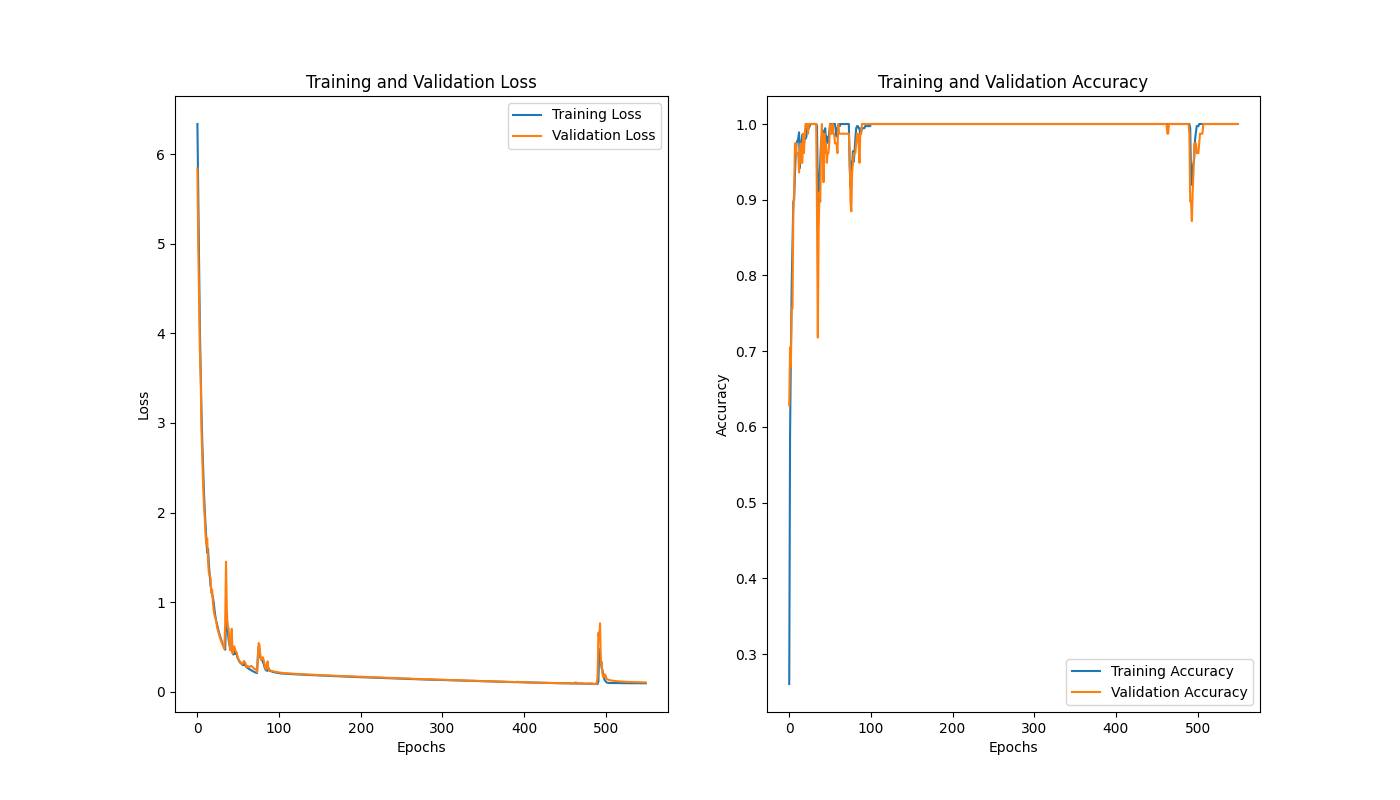 Training and Validation Loss
Training Loss
Validation Loss
6
5
4
3
2
1
0
Loss
0 100 200 300 400 500
Epochs
Training and Validation Accuracy
1.0
0.9
0.8
0.7
0.6
0.5
0.4
0.3
Accuracy
Training Accuracy
Validation Accuracy
0 100 200 300 400 500
Epochs